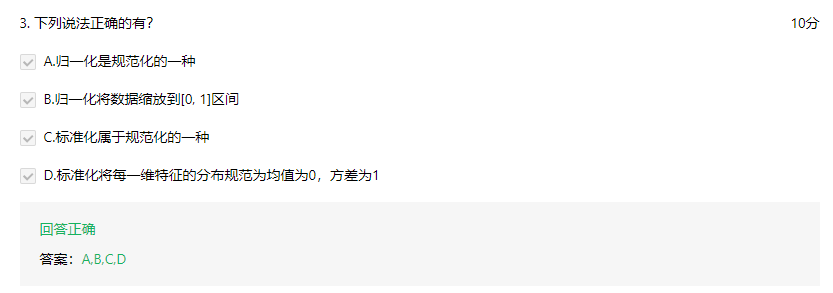 3. 下列说法正确的有？ 10分
A.归一化是规范化的一种
B.归一化将数据缩放到[0, 1]区间
C.标准化属于规范化的一种
D.标准化将每一维特征的分布规范为均值为0，方差为1
回答正确
答案：A,B,C,D